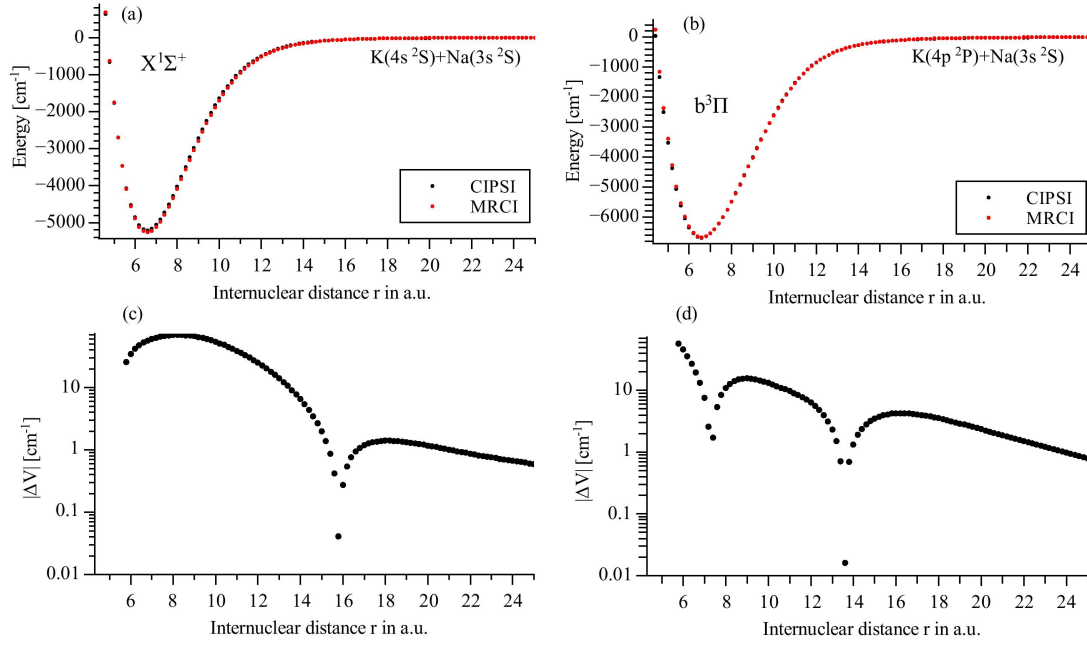 (a)
X¹Σ⁺
K(4s ²S)+Na(3s ²S)
Energy [cm⁻¹]
0
−1000
−2000
−3000
−4000
−5000
CIPSI
MRCI
6 8 10 12 14 16 18 20 22 24
Internuclear distance r in a.u.
(b)
K(4p ²P)+Na(3s ²S)
b³Π
Energy [cm⁻¹]
0
−1000
−2000
−3000
−4000
−5000
−6000
CIPSI
MRCI
6 8 10 12 14 16 18 20 22 24
Internuclear distance r in a.u.
(c)
|ΔV| [cm⁻¹]
10
1
0.1
0.01
6 8 10 12 14 16 18 20 22 24
Internuclear distance r in a.u.
(d)
|ΔV| [cm⁻¹]
10
1
0.1
0.01
6 8 10 12 14 16 18 20 22 24
Internuclear distance r in a.u.